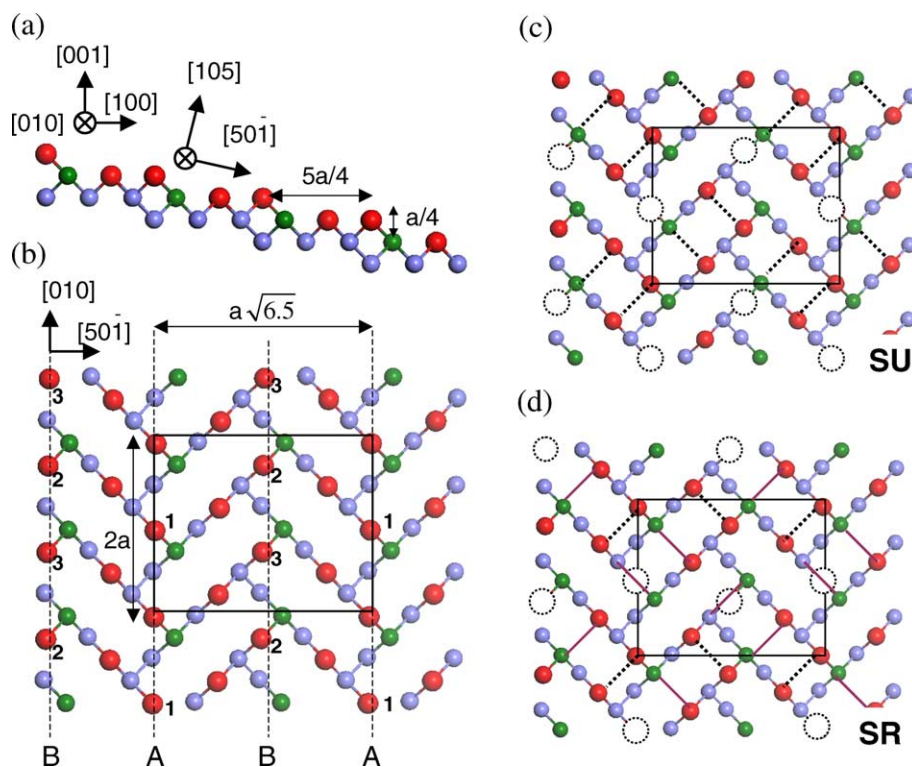 (a)
[001]
[100]
[010]
[105]
[501̄]
5a/4
a/4
(b)
[010]
[501̄]
a√6.5
2a
3
2
3
2
1
1
3
2
3
2
1
1
B
A
B
A
(c)
SU
(d)
SR